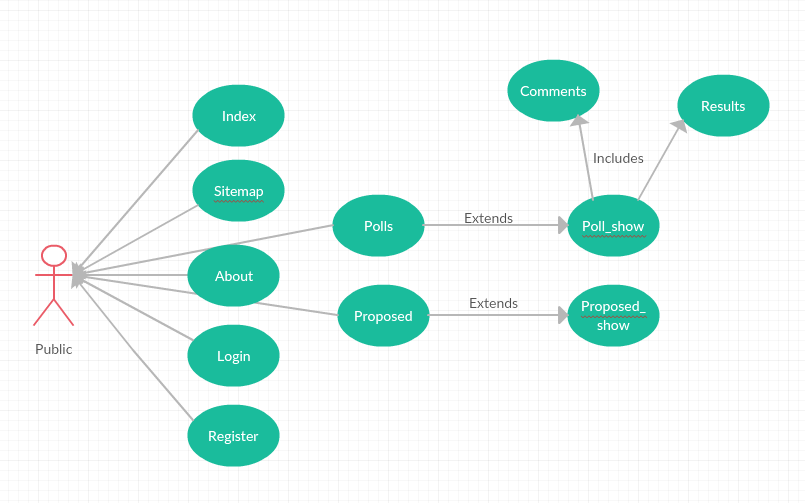 Comments
Results
Index
Includes
Sitemap
Polls
Extends
Poll_show
About
Proposed
Extends
Proposed_
show
Public
Login
Register